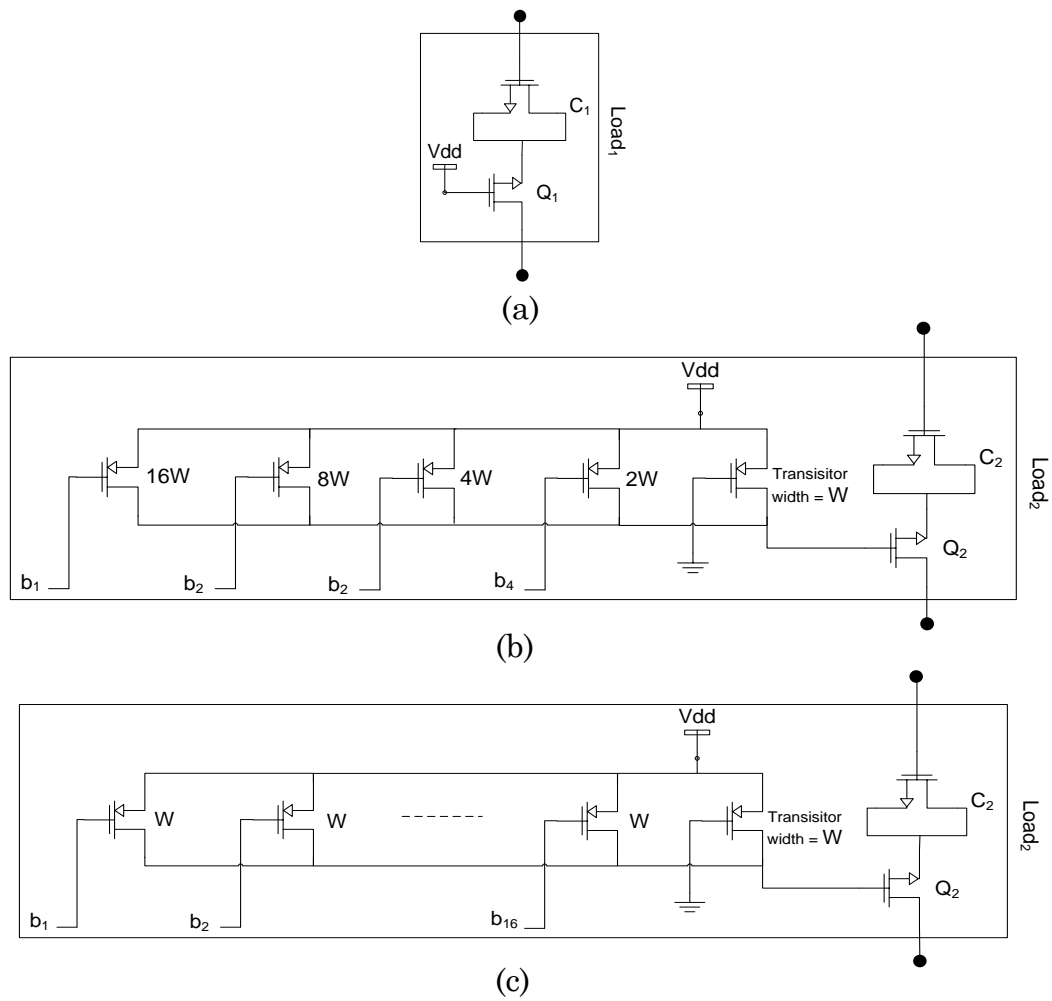 C₁
Load₁
Vdd
Q₁
(a)
Vdd
16W
8W
4W
2W
Transisitor
width = W
C₂
Load₂
Q₂
b₁
b₂
b₂
b₄
(b)
Vdd
W
W
Transisitor
width = W
C₂
Load₂
Q₂
b₁
b₂
b₁₆
(c)